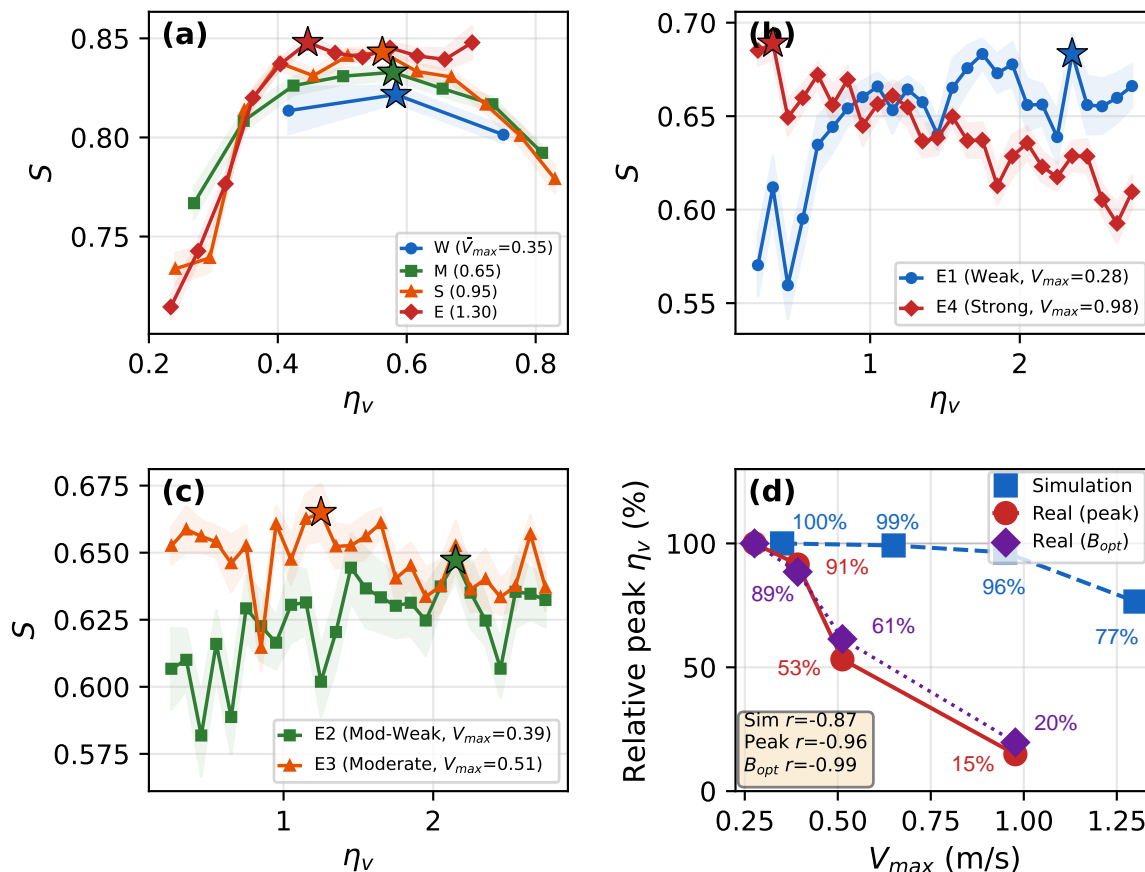 (a)
0.85
0.80
0.75
S
0.2
0.4
0.6
0.8
η_v
W (V̄_max=0.35)
M (0.65)
S (0.95)
E (1.30)
(b)
0.70
0.65
0.60
0.55
S
1
2
η_v
E1 (Weak, V_max=0.28)
E4 (Strong, V_max=0.98)
(c)
0.675
0.650
0.625
0.600
0.575
S
1
2
η_v
E2 (Mod-Weak, V_max=0.39)
E3 (Moderate, V_max=0.51)
(d)
100
50
0
Relative peak η_v (%)
0.25
0.50
0.75
1.00
1.25
V_max (m/s)
Simulation
Real (peak)
Real (B_opt)
100%
99%
96%
77%
91%
89%
61%
53%
20%
15%
Sim r=-0.87
Peak r=-0.96
B_opt r=-0.99